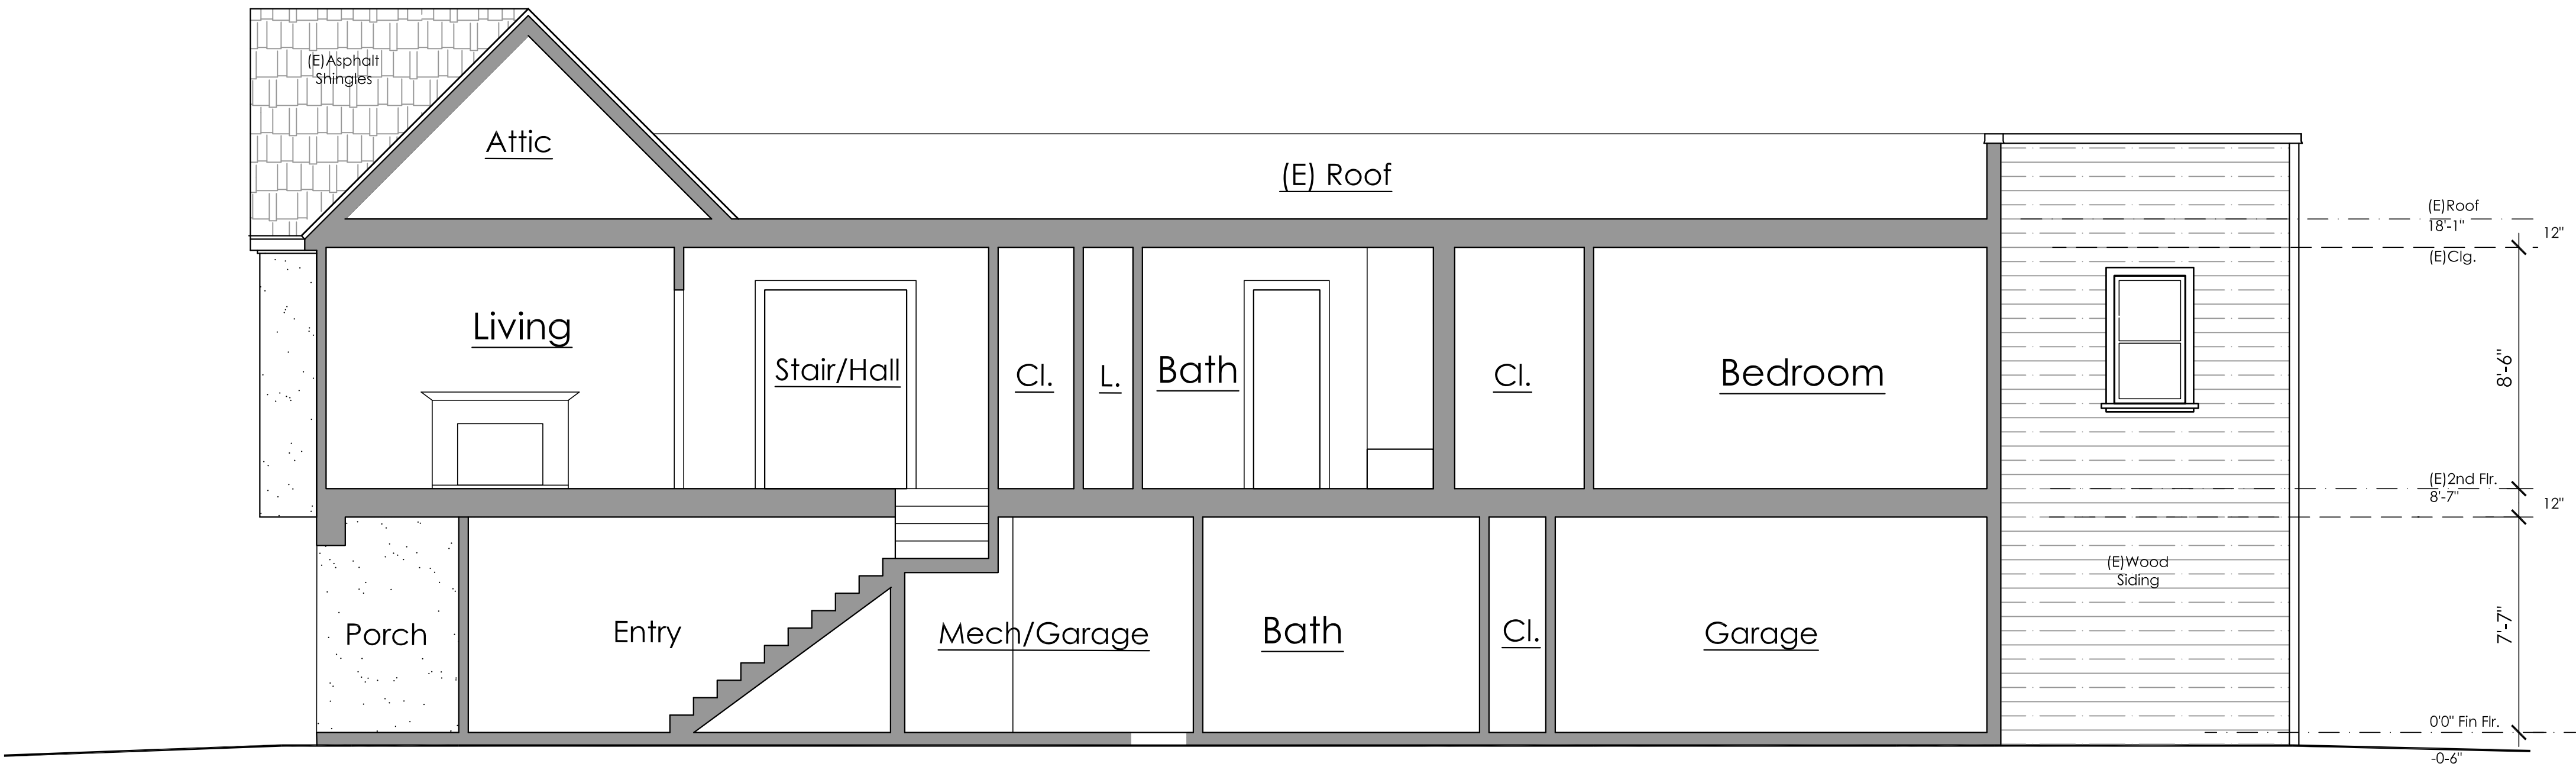 (E)Asphalt
Shingles
Attic
(E) Roof
(E)Roof
18'-1"
12"
(E)Clg.
Living
Stair/Hall
Cl.
L.
Bath
Cl.
Bedroom
8'-6"
(E)2nd Flr.
8'-7"
12"
(E)Wood
Siding
Porch
Entry
Mech/Garage
Bath
Cl.
Garage
7'-7"
0'0" Fin Flr.
-0-6"